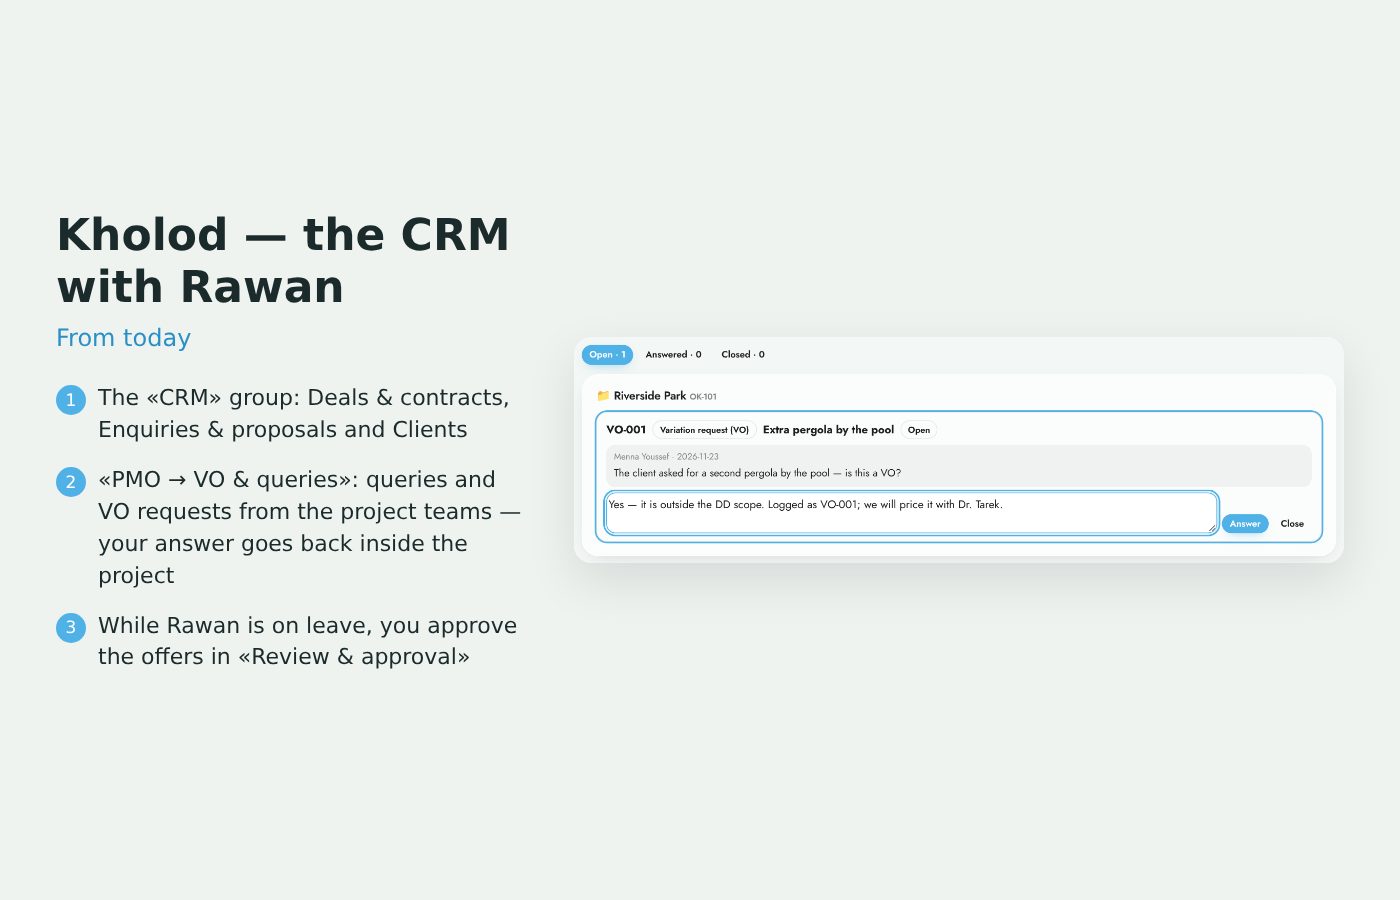 Kholod — the CRM
with Rawan
From today
1 The «CRM» group: Deals & contracts,
Enquiries & proposals and Clients
2 «PMO → VO & queries»: queries and
VO requests from the project teams —
your answer goes back inside the
project
3 While Rawan is on leave, you approve
the offers in «Review & approval»
Open · 1 Answered · 0 Closed · 0
📁 Riverside Park OK-101
VO-001 Variation request (VO) Extra pergola by the pool Open
Menna Youssef · 2026-11-23
The client asked for a second pergola by the pool — is this a VO?
Yes — it is outside the DD scope. Logged as VO-001; we will price it with Dr. Tarek.
Answer Close